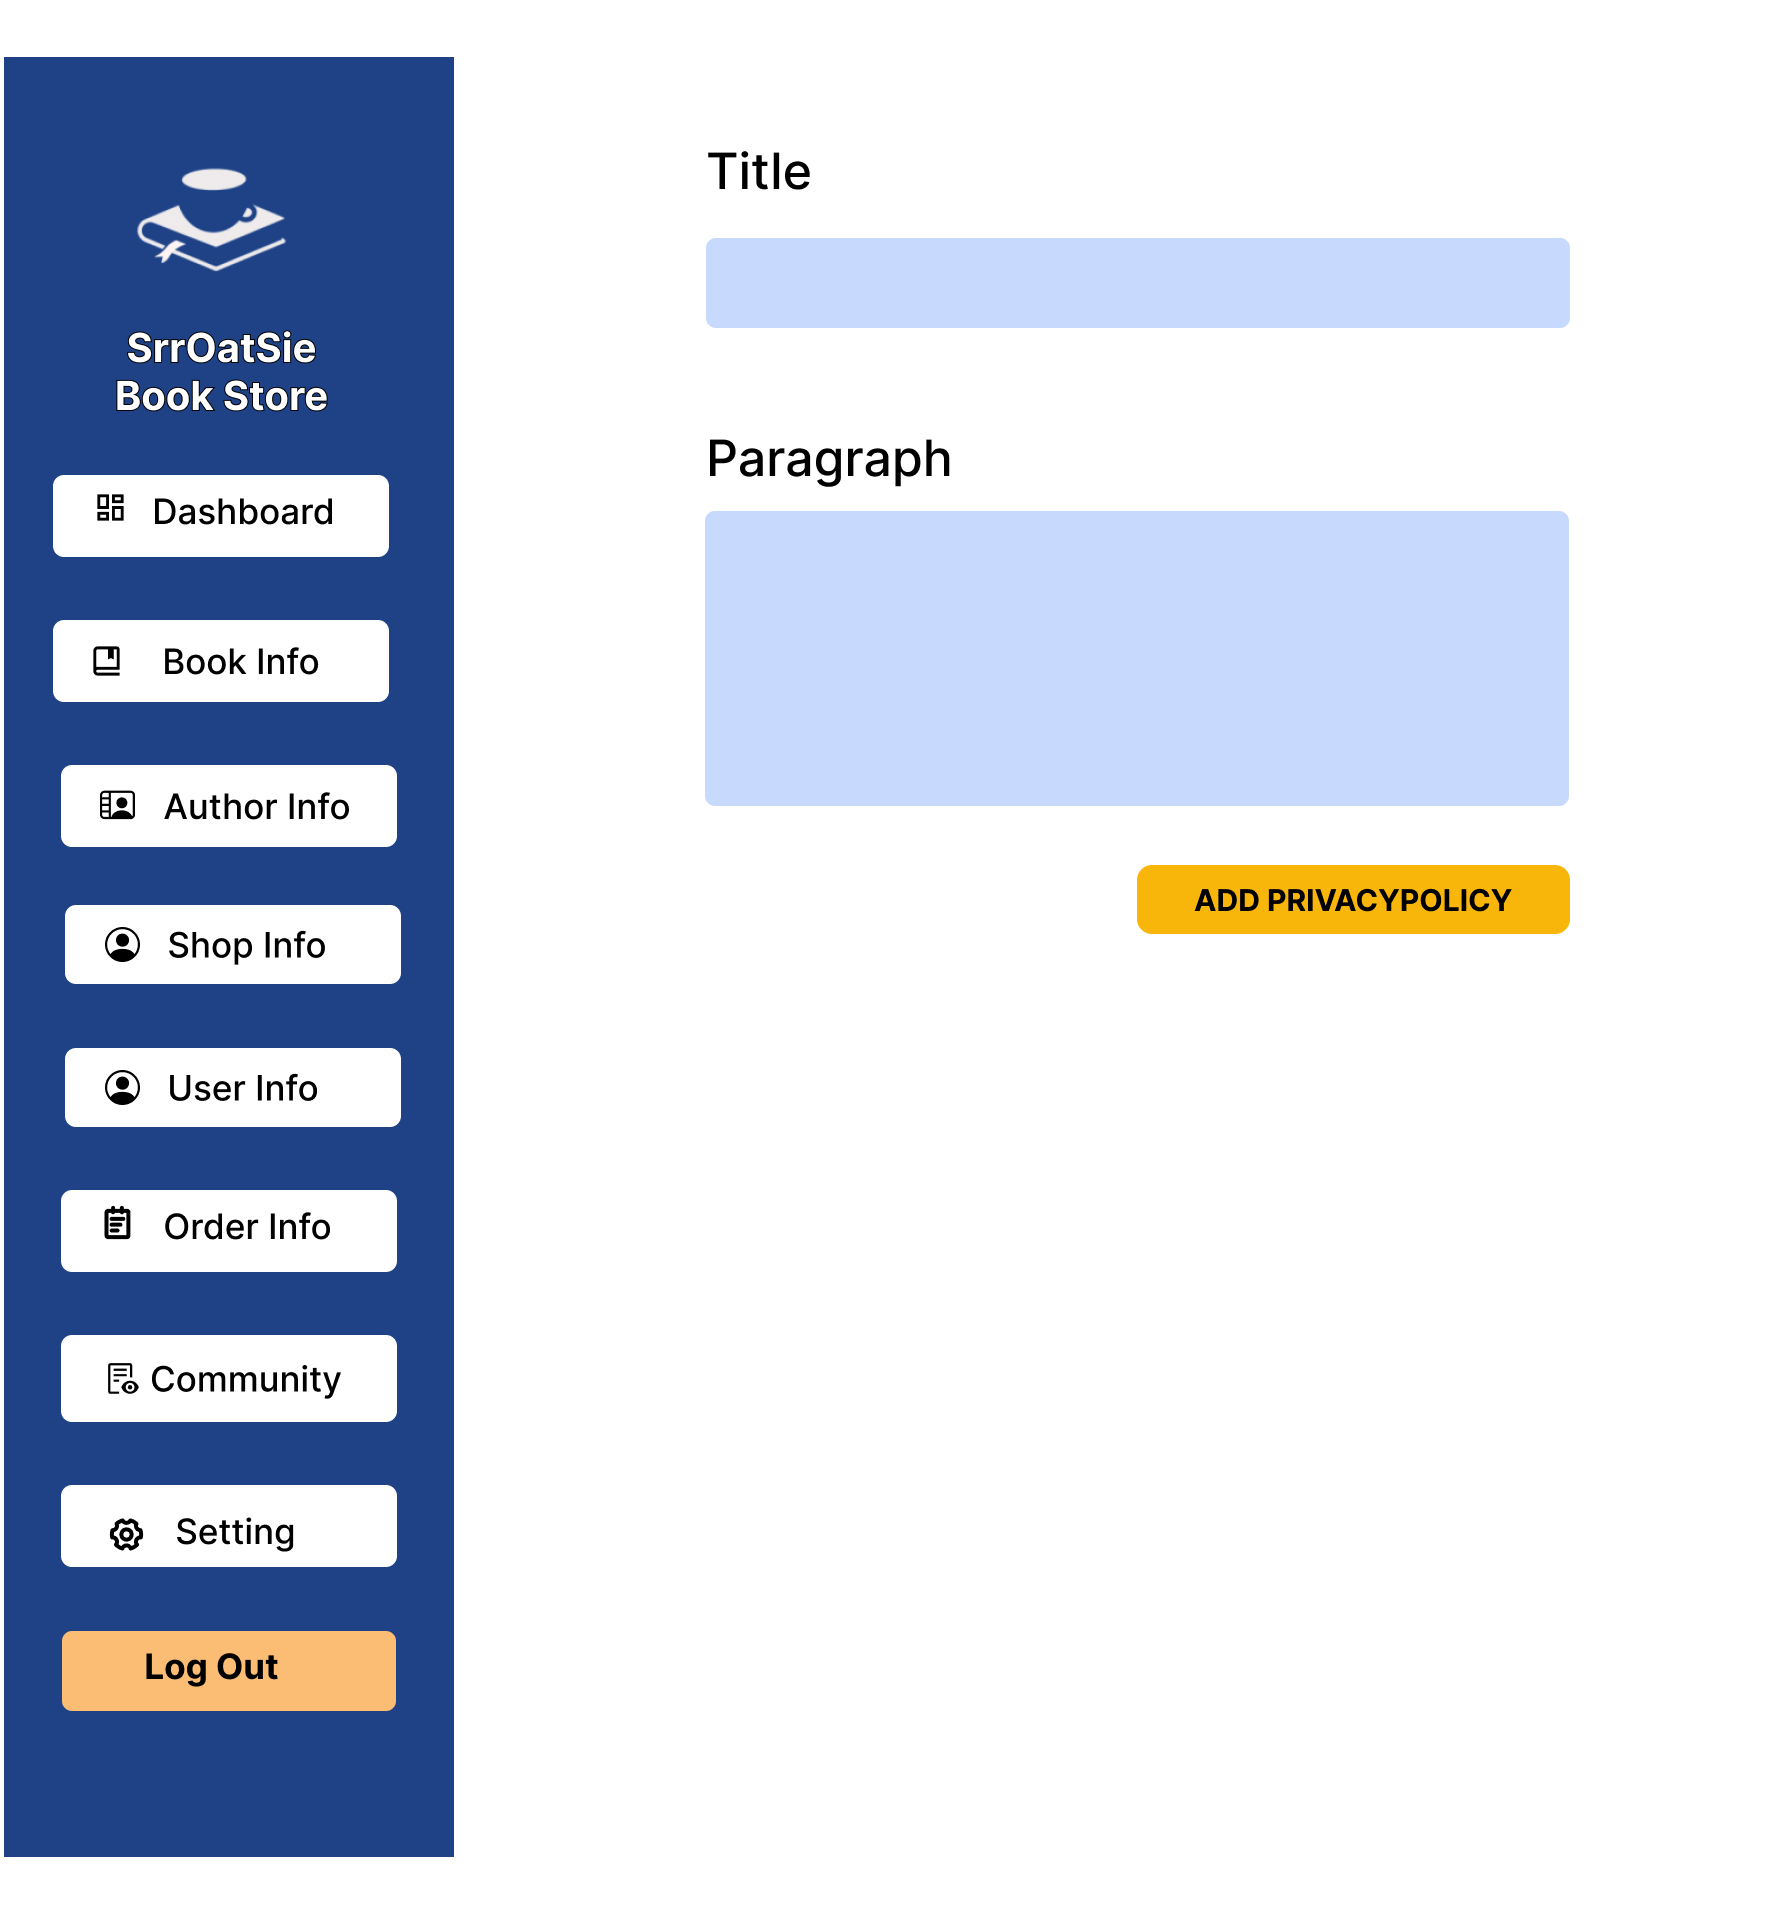 SrrOatSie
Book Store
Dashboard
Book Info
Author Info
Shop Info
User Info
Order Info
Community
Setting
Log Out
Title
Paragraph
ADD PRIVACYPOLICY